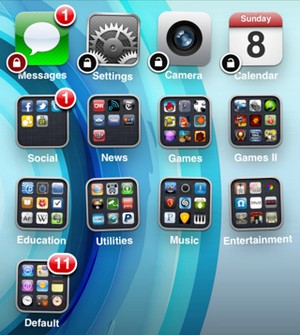 1
Sunday
8
Messages
Settings
Camera
Calendar
1
Social
News
Games
Games II
Education
Utilities
Music
Entertainment
11
Default